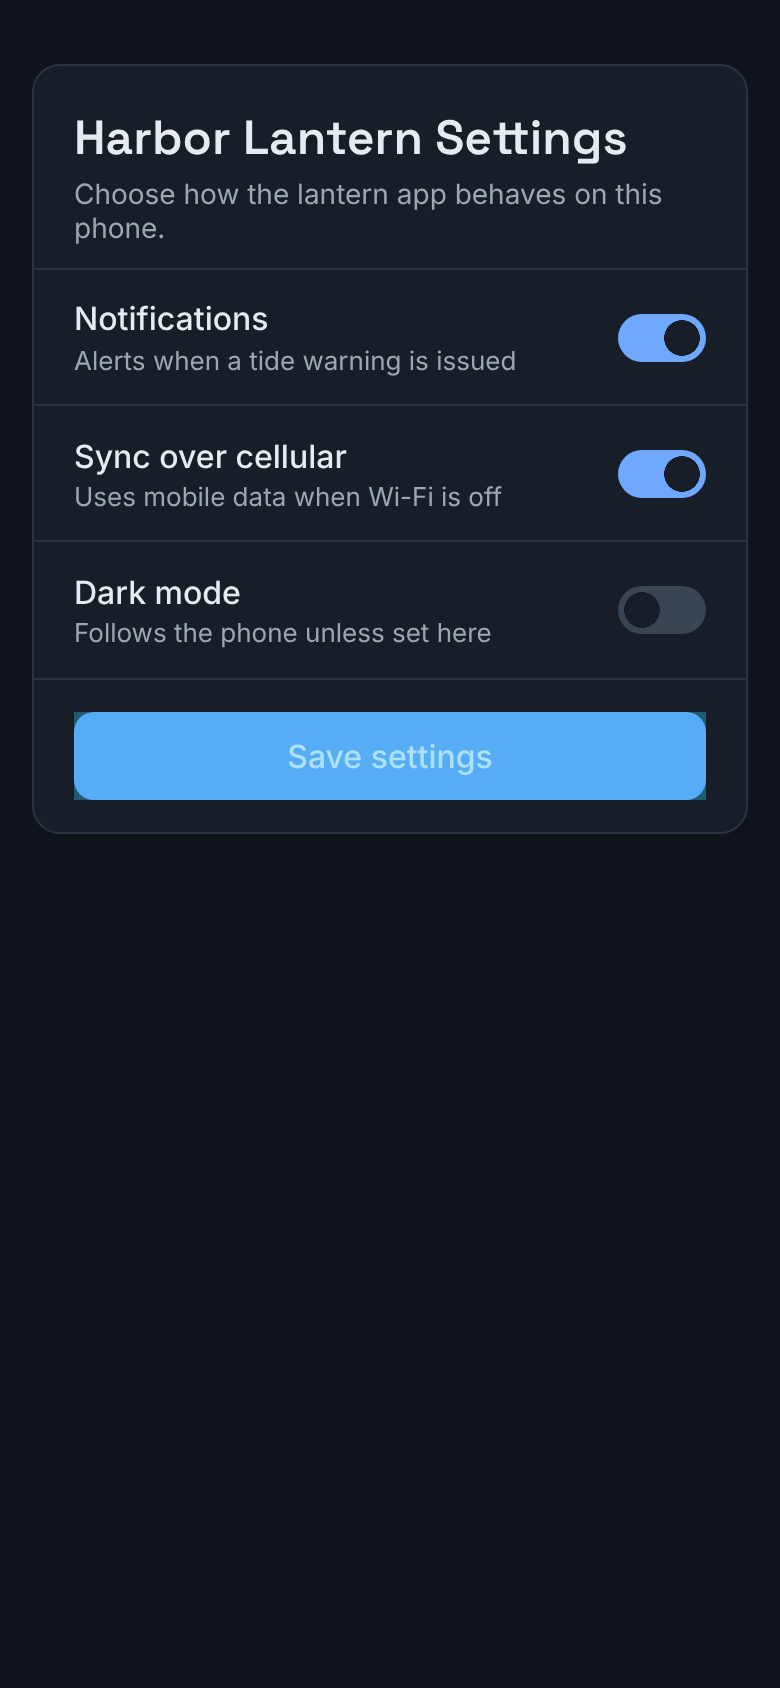 Harbor Lantern Settings
Choose how the lantern app behaves on this
phone.
Notifications
Alerts when a tide warning is issued
Sync over cellular
Uses mobile data when Wi-Fi is off
Dark mode
Follows the phone unless set here
Save settings